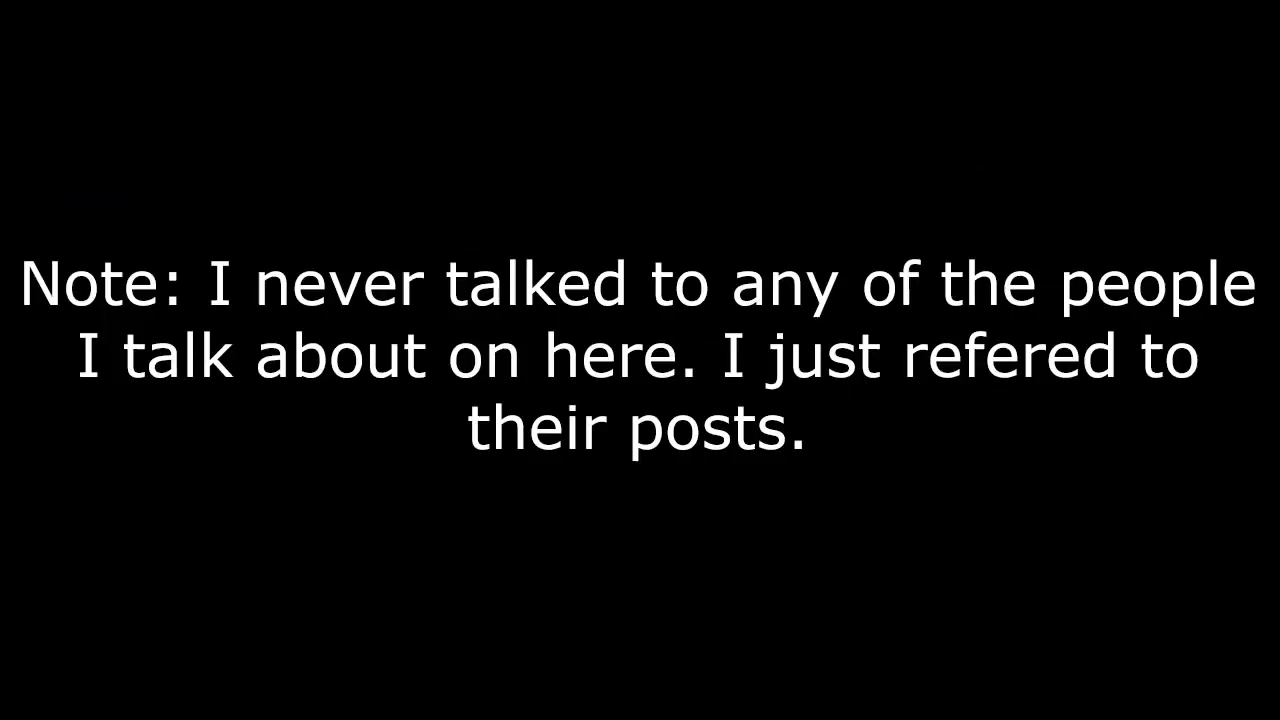 Note: I never talked to any of the people
I talk about on here. I just refered to
their posts.